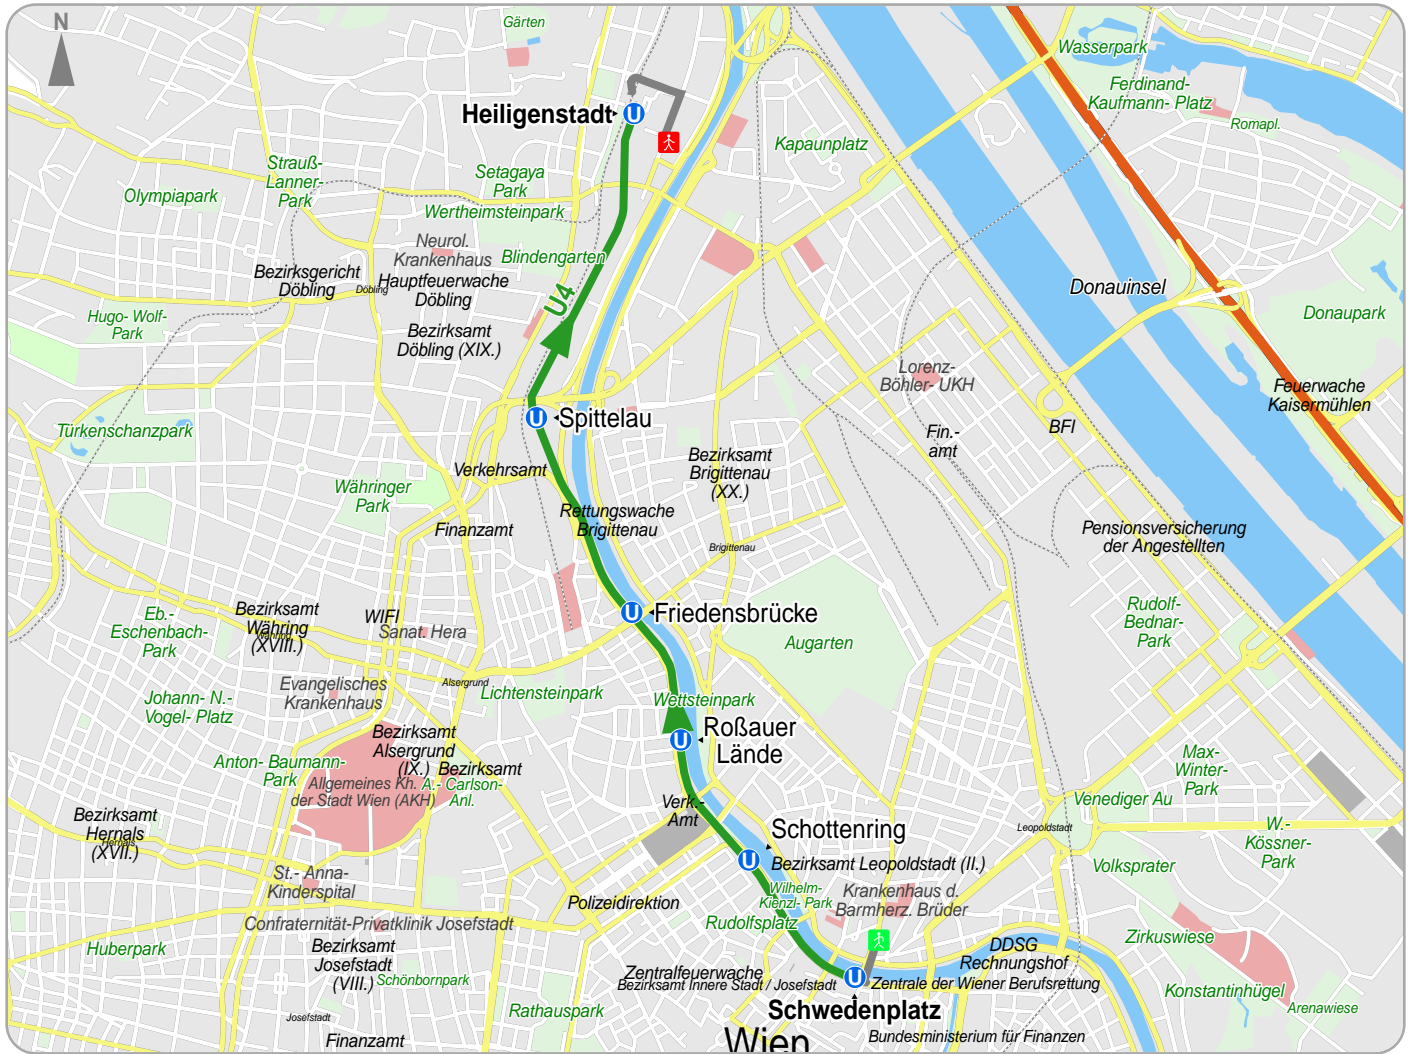 N
Gärten
Wasserpark
Ferdinand-
Kaufmann- Platz
Romapl.
Heiligenstadt
U
Kapaunplatz
Strauß-
Lanner-
Park
Setagaya
Park
Olympiapark
Wertheimsteinpark
Neurol.
Krankenhaus
Blindengarten
Bezirksgericht
Döbling
Döbling
Hauptfeuerwache
Döbling
Donauinsel
U4
Hugo- Wolf-
Park
Bezirksamt
Döbling (XIX.)
Donaupark
Lorenz-
Böhler- UKH
Feuerwache
Kaisermühlen
U
Spittelau
Türkenschanzpark
Fin.-
amt
BFI
Verkehrsamt
Bezirksamt
Brigittenau
(XX.)
Währinger
Park
Rettungswache
Brigittenau
Finanzamt
Pensionsversicherung
der Angestellten
Brigittenau
Eb.-
Eschenbach-
Park
Bezirksamt
Währing
Währing
(XVIII.)
WIFI
Sanat. Hera
U
Friedensbrücke
Augarten
Rudolf-
Bednar-
Park
Evangelisches
Krankenhaus
Alsergrund
Lichtensteinpark
Wettsteinpark
Johann- N.-
Vogel- Platz
U
Roßauer
Lände
Bezirksamt
Alsergrund
(IX.)
Bezirksamt
Anton- Baumann-
Park
Allgemeines Kh.
der Stadt Wien (AKH)
A.- Carlson-
Anl.
Max-
Winter-
Park
Venediger Au
Verk.-
Amt
Bezirksamt
Hernals
Hernals
(XVII.)
Schottenring
U
Leopoldstadt
W.-
Kössner-
Park
Bezirksamt Leopoldstadt (II.)
Volksprater
St.- Anna-
Kinderspital
Wilhelm-
Kienzl- Park
Krankenhaus d.
Barmherz. Brüder
Polizeidirektion
Rudolfsplatz
Confraternität-Privatklinik Josefstadt
Zirkuswiese
Huberpark
Bezirksamt
Josefstadt
(VIII.)
Schönbornpark
DDSG
Rechnungshof
Zentralfeuerwache
Bezirksamt Innere Stadt / Josefstadt
U
Zentrale der Wiener Berufsrettung
Konstantinhügel
Arenawiese
Schwedenplatz
Rathauspark
Josefstadt
Finanzamt
Wien
Bundesministerium für Finanzen